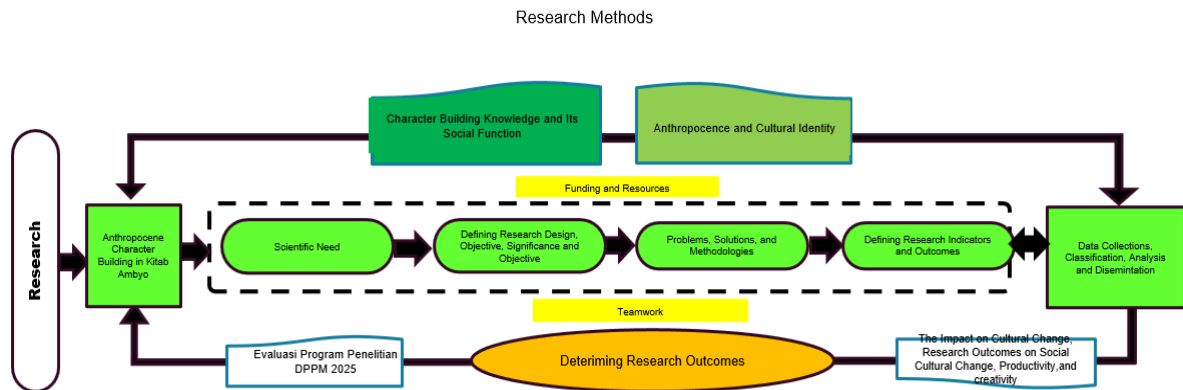 Research Methods
Character Building Knowledge and Its
Social Function
Anthropocence and Cultural Identity
Funding and Resources
Research
Anthropocene
Character
Building in Kitab
Ambyo
Scientific Need
Defining Research Design,
Objective, Significance and
Objective
Problems, Solutions, and
Methodologies
Defining Research Indicators
and Outcomes
Data Collections,
Classification, Analysis
and Disemintation
Teamwork
Evaluasi Program Penelitian
DPPM 2025
Deteriming Research Outcomes
The Impact on Cultural Change,
Research Outcomes on Social
Cultural Change, Productivity,and
creativity